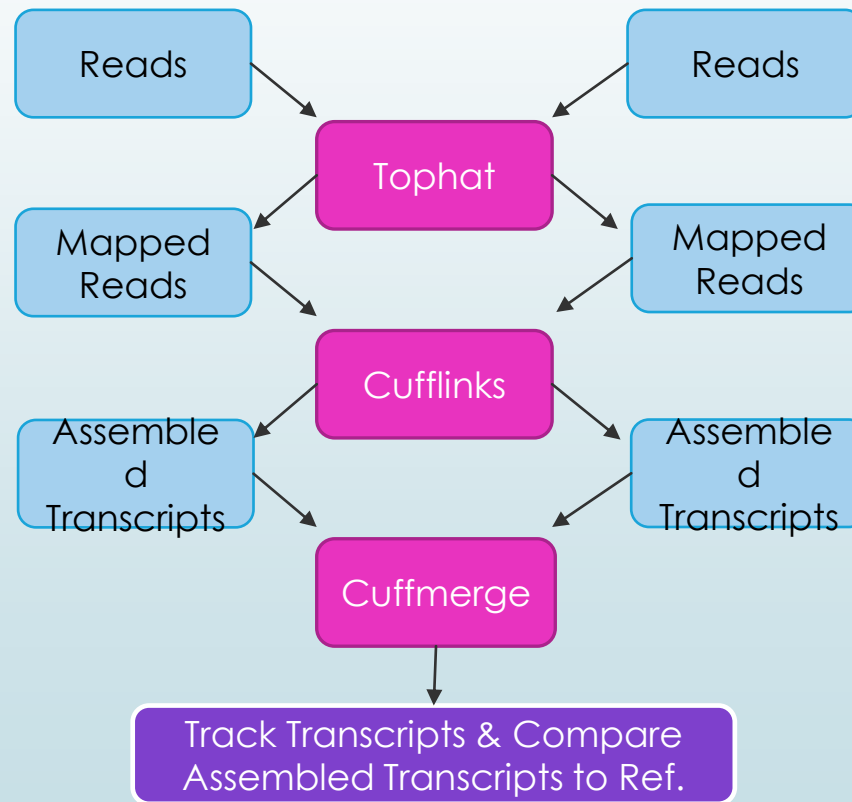 Reads
Reads
Tophat
Mapped
Reads
Mapped
Reads
Cufflinks
Assemble
d
Transcripts
Assemble
d
Transcripts
Cuffmerge
Track Transcripts & Compare
Assembled Transcripts to Ref.